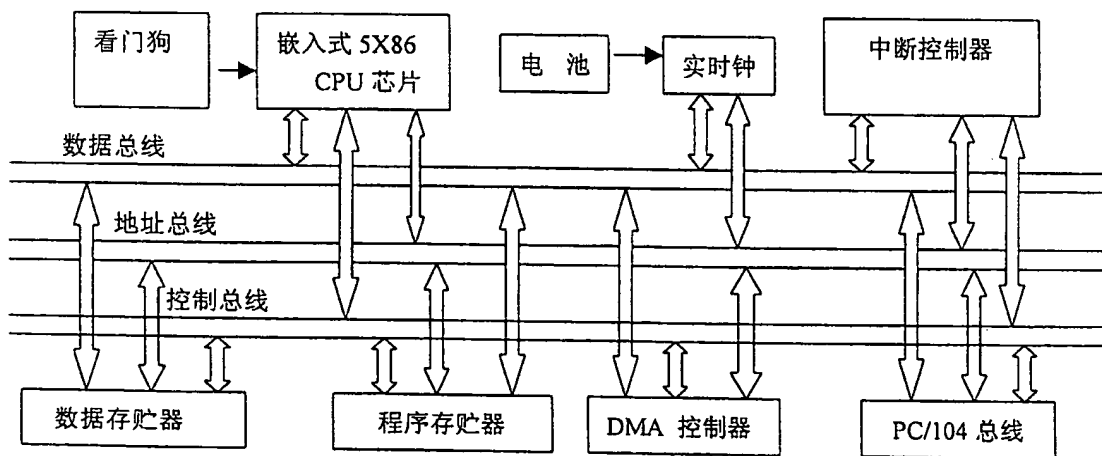 看门狗
嵌入式 5X86
CPU 芯片
电 池
实时钟
中断控制器
数据总线
地址总线
控制总线
数据存贮器
程序存贮器
DMA 控制器
PC/104 总线